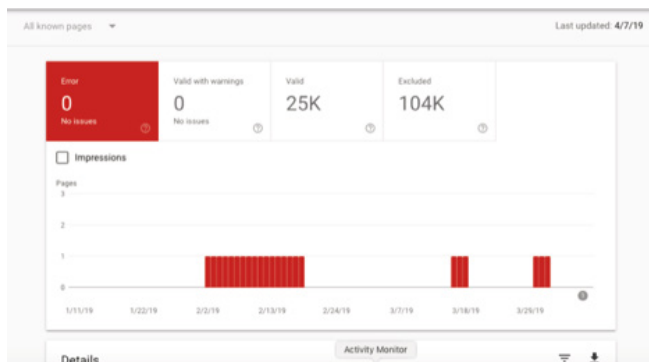 All known pages
Last updated: 4/7/19
Error
Valid with warnings
Valid
Excluded
0
0
25K
104K
No issues
No issues
Impressions
Pages
3
2
1
0
1/11/19 1/22/19 2/2/19 2/13/19 2/24/19 3/7/19 3/18/19 3/29/19
Activity Monitor
Details